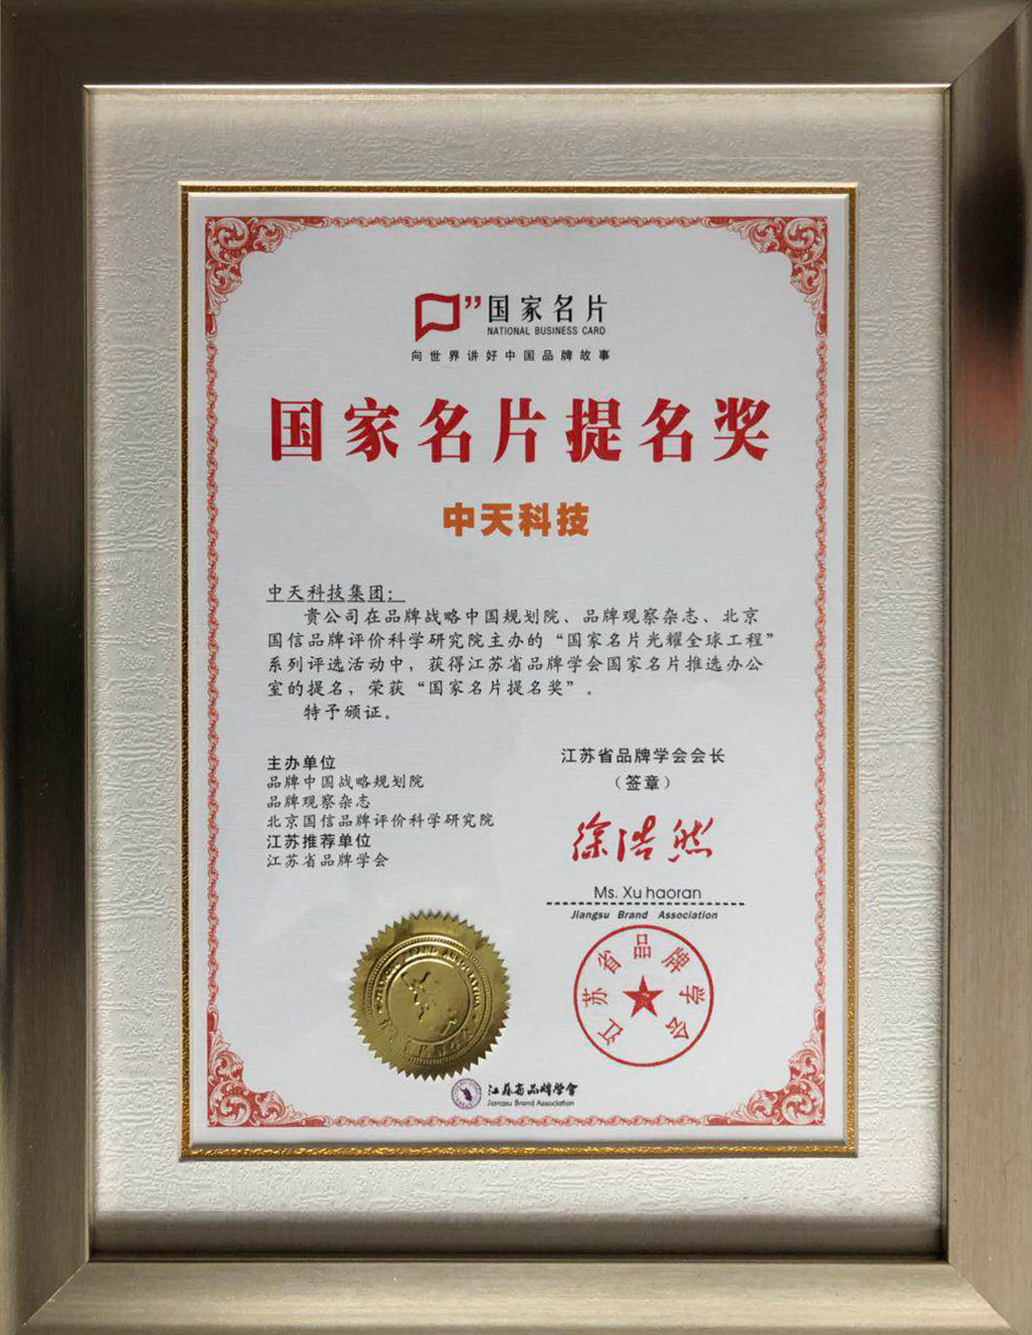 国家名片
NATIONAL BUSINESS CARD
向世界讲好中国品牌故事
国家名片提名奖
中天科技
中天科技集团：
贵公司在品牌战略中国规划院、品牌观察杂志、北京
国信品牌评价科学研究院主办的“国家名片光耀全球工程”
系列评选活动中，获得江苏省品牌学会国家名片推选办公
室的提名，荣获“国家名片提名奖”。
特予颁证。
主办单位
品牌中国战略规划院
品牌观察杂志
北京国信品牌评价科学研究院
江苏推荐单位
江苏省品牌学会
江苏省品牌学会会长
（签章）
徐浩然
Ms. Xu haoran
Jiangsu Brand Association
江苏省品牌学会
江苏省品牌学会
Jiangsu Brand Association